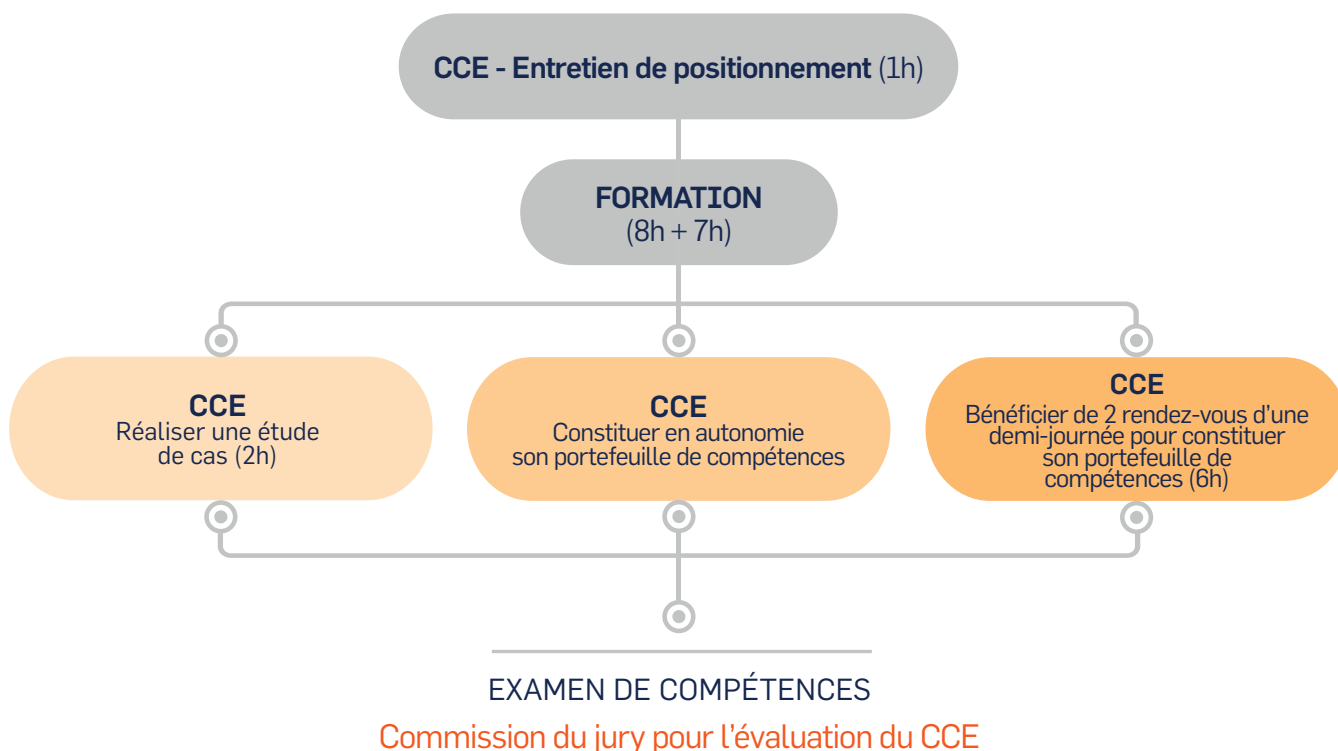 CCE - Entretien de positionnement (1h)
FORMATION
(8h + 7h)
CCE
Réaliser une étude
de cas (2h)
CCE
Constituer en autonomie
son portefeuille de compétences
CCE
Bénéficier de 2 rendez-vous d'une
demi-journée pour constituer
son portefeuille de
compétences (6h)
EXAMEN DE COMPÉTENCES
Commission du jury pour l'évaluation du CCE